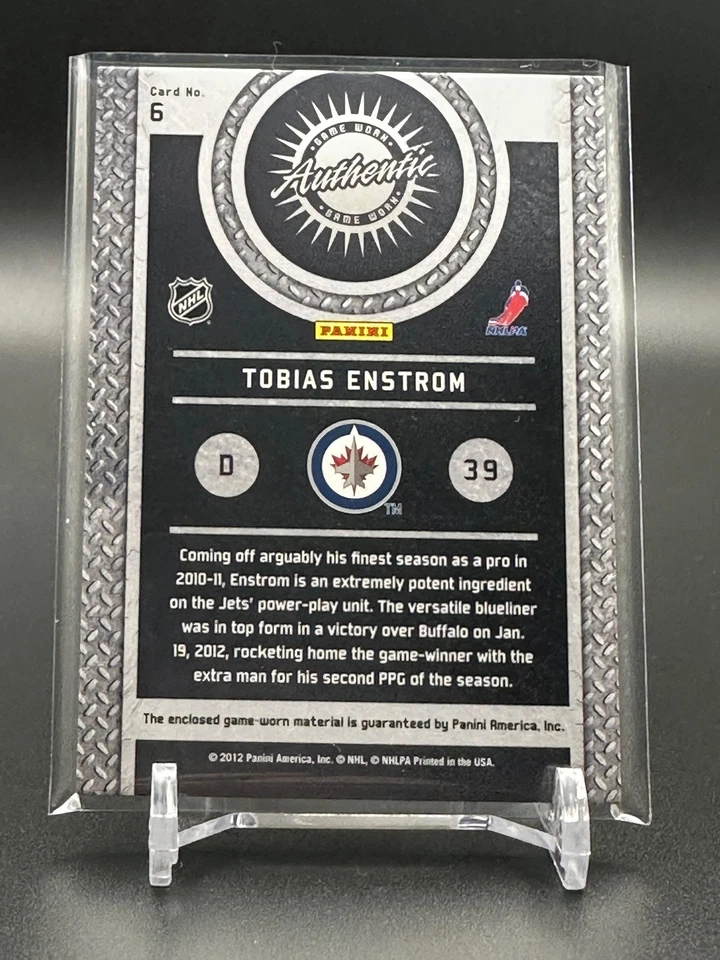 Card No.
6
GAME WORN
Authentic
GAME WORN
NHL
NHLPA
PANINI
TOBIAS ENSTROM
D
39
TM
Coming off arguably his finest season as a pro in
2010-11, Enstrom is an extremely potent ingredient
on the Jets' power-play unit. The versatile blueliner
was in top form in a victory over Buffalo on Jan.
19, 2012, rocketing home the game-winner with the
extra man for his second PPG of the season.
The enclosed game-worn material is guaranteed by Panini America, Inc.
© 2012 Panini America, Inc. © NHL, © NHLPA Printed in the USA.